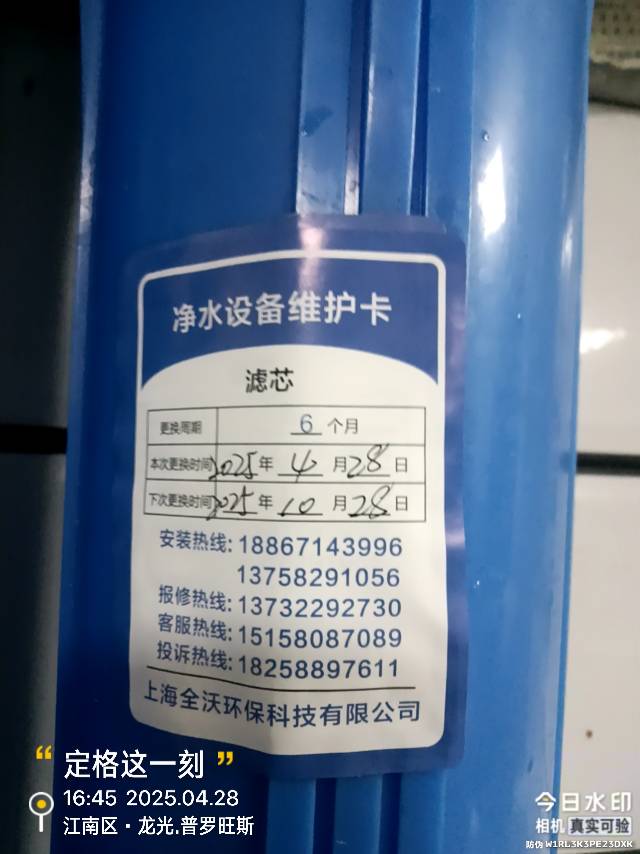 净水设备维护卡
滤芯
更换周期 6 个月
本次更换时间 2025 年 4 月 28 日
下次更换时间 2025 年 10 月 28 日
安装热线: 18867143996
13758291056
报修热线: 13732292730
客服热线: 15158087089
投诉热线: 18258897611
上海全沃环保科技有限公司
“ 定格这一刻 ”
16:45 2025.04.28
江南区·龙光.普罗旺斯
今日水印
相机 真实可验
防伪 W1RL3K3PE23DXK